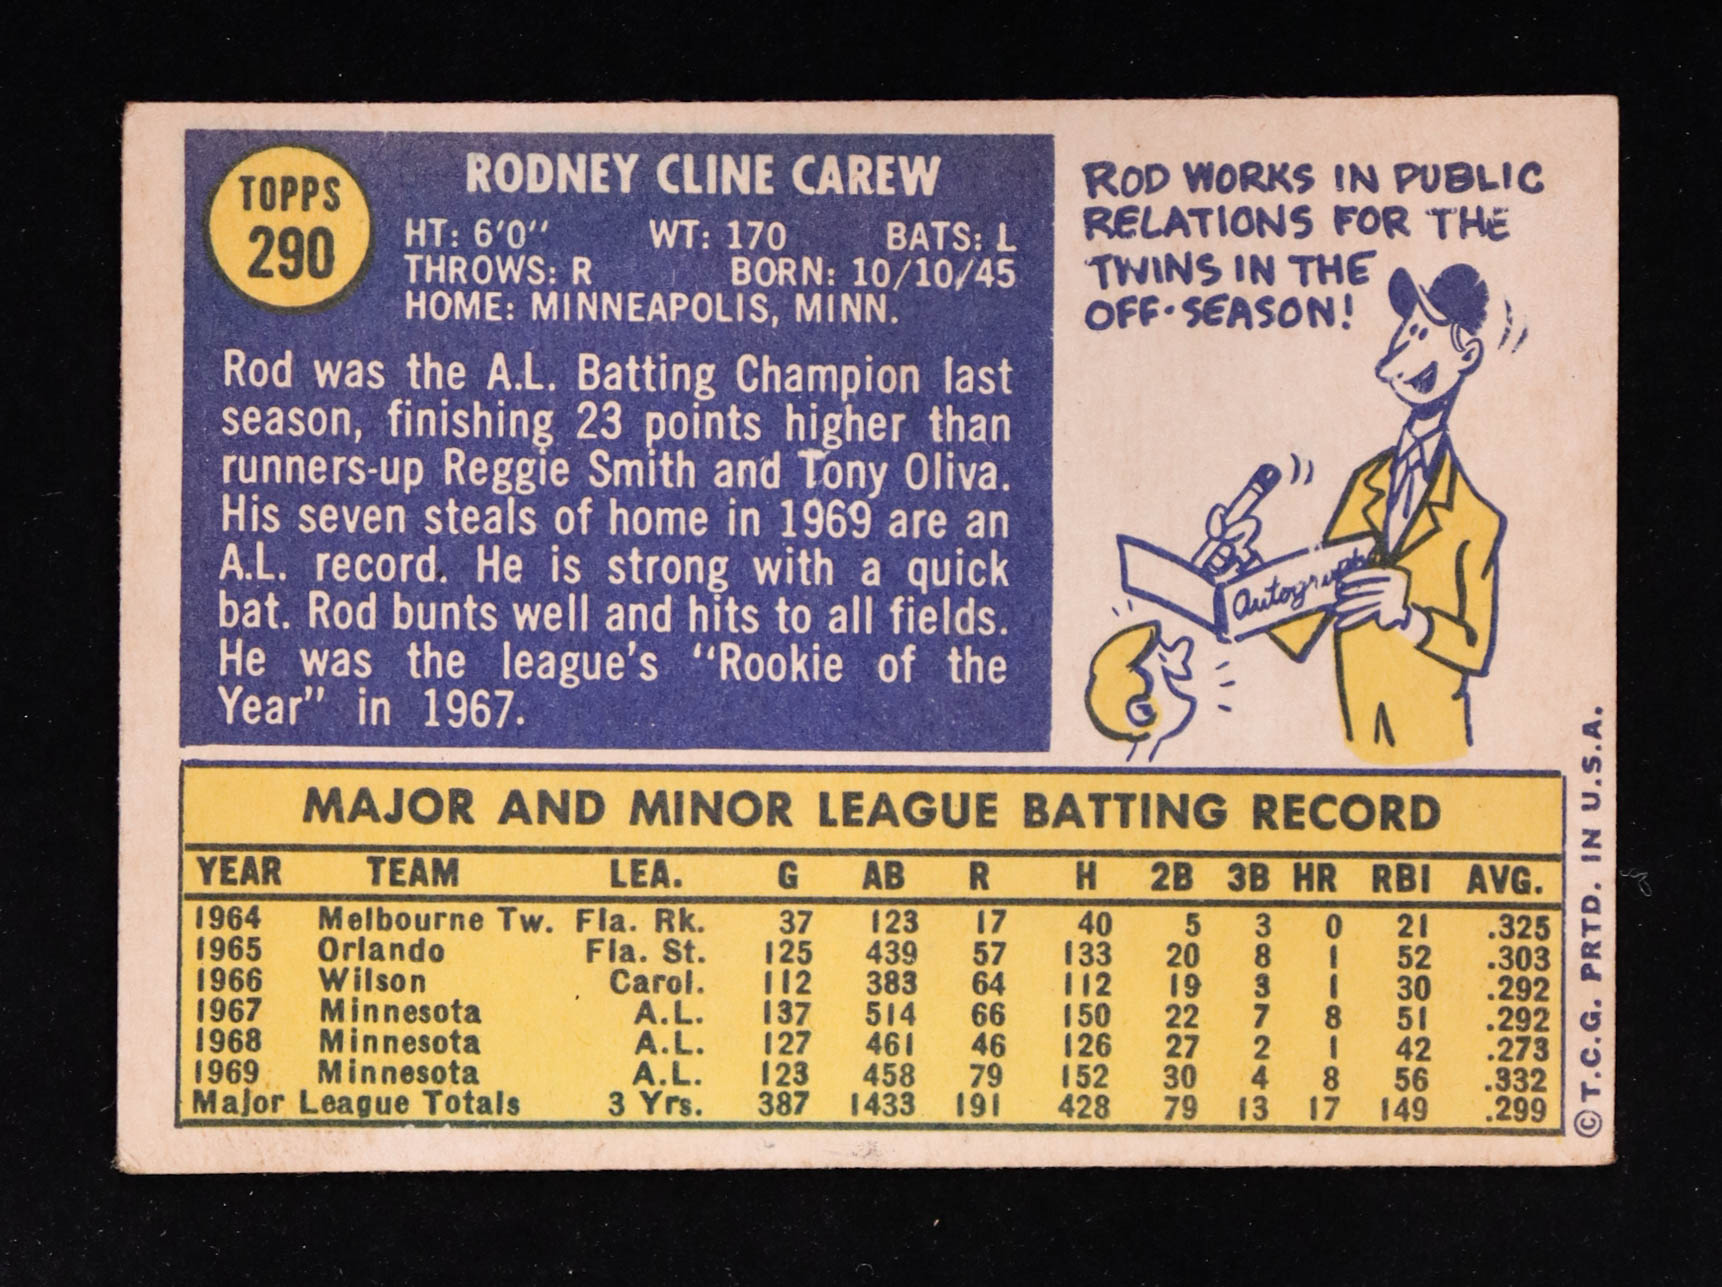 TOPPS
290
RODNEY CLINE CAREW
HT: 6'0" WT: 170 BATS: L
THROWS: R BORN: 10/10/45
HOME: MINNEAPOLIS, MINN.
Rod was the A.L. Batting Champion last
season, finishing 23 points higher than
runners-up Reggie Smith and Tony Oliva.
His seven steals of home in 1969 are an
A.L. record. He is strong with a quick
bat. Rod bunts well and hits to all fields.
He was the league's "Rookie of the
Year" in 1967.
ROD WORKS IN PUBLIC
RELATIONS FOR THE
TWINS IN THE
OFF-SEASON!
Autographs
MAJOR AND MINOR LEAGUE BATTING RECORD
YEAR TEAM LEA. G AB R H 2B 3B HR RBI AVG.
1964 Melbourne Tw. Fla. Rk. 37 123 17 40 5 3 0 21 .325
1965 Orlando Fla. St. 125 439 57 133 20 8 1 52 .303
1966 Wilson Carol. 112 383 64 112 19 3 1 30 .292
1967 Minnesota A.L. 137 514 66 150 22 7 8 51 .292
1968 Minnesota A.L. 127 461 46 126 27 2 1 42 .273
1969 Minnesota A.L. 123 458 79 152 30 4 8 56 .332
Major League Totals 3 Yrs. 387 1433 191 428 79 13 17 149 .299
© T.C.G. PRTD. IN U.S.A.